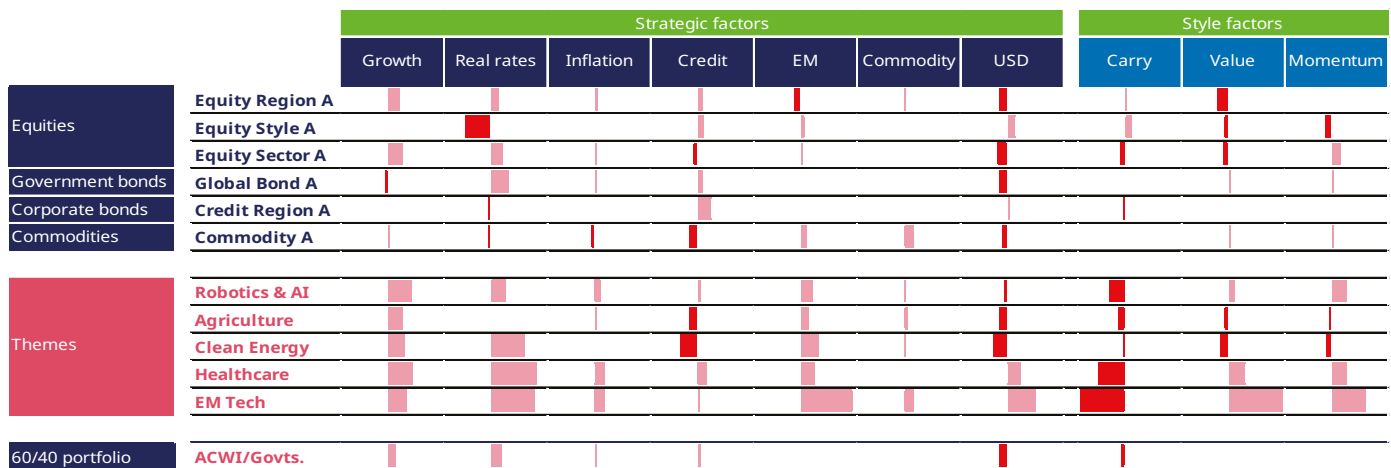 Strategic factors Style factors
Growth Real rates Inflation Credit EM Commodity USD Carry Value Momentum
Equity Region A
Equities Equity Style A
Equity Sector A
Government bonds Global Bond A
Corporate bonds Credit Region A
Commodities Commodity A
Robotics & AI
Agriculture
Themes Clean Energy
Healthcare
EM Tech
60/40 portfolio ACWI/Govts.